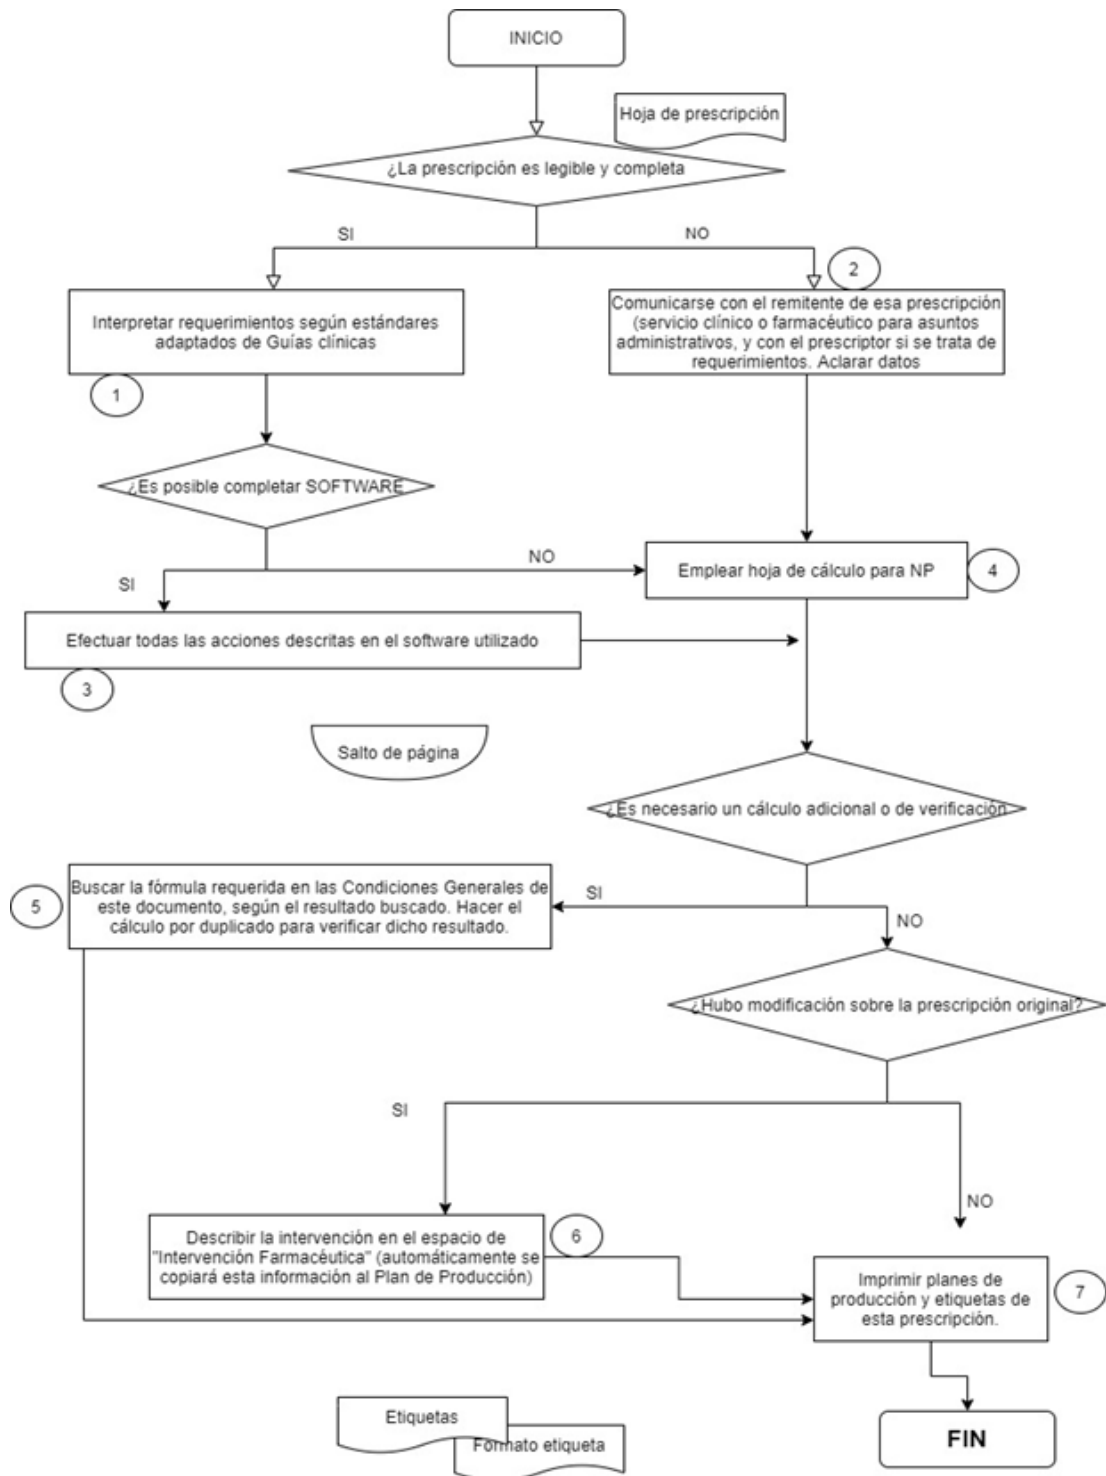 INICIO
Hoja de prescripción
¿La prescripción es legible y completa
SI
NO
2
Interpretar requerimientos según estándares
adaptados de Guías clínicas
1
Comunicarse con el remitente de esa prescripción
(servicio clínico o farmacéutico para asuntos
administrativos, y con el prescriptor si se trata de
requerimientos. Aclarar datos
¿Es posible completar SOFTWARE
NO
SI
Emplear hoja de cálculo para NP
4
Efectuar todas las acciones descritas en el software utilizado
3
Salto de página
¿Es necesario un cálculo adicional o de verificación
SI
NO
5
Buscar la fórmula requerida en las Condiciones Generales de
este documento, según el resultado buscado. Hacer el
cálculo por duplicado para verificar dicho resultado.
¿Hubo modificación sobre la prescripción original?
SI
NO
Describir la intervención en el espacio de
"Intervención Farmacéutica" (automáticamente se
copiará esta información al Plan de Producción)
6
Imprimir planes de
producción y etiquetas de
esta prescripción.
7
Etiquetas
Formato etiqueta
FIN